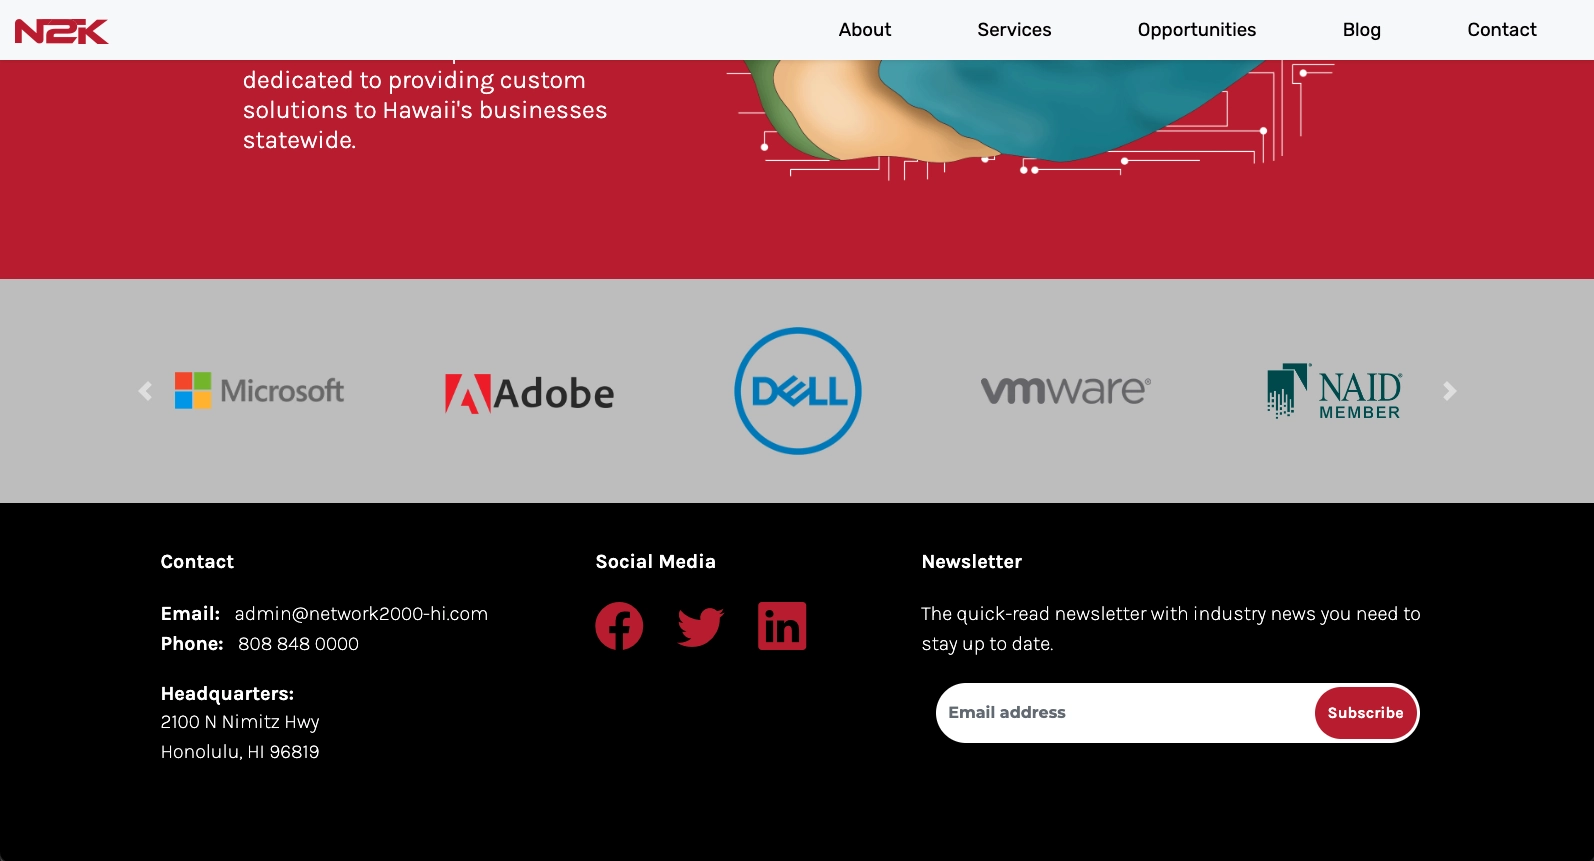 N2K
About
Services
Opportunities
Blog
Contact
dedicated to providing custom
solutions to Hawaii's businesses
statewide.
Microsoft
Adobe
DELL
vmware®
NAID®
MEMBER
Contact
Email: admin@network2000-hi.com
Phone: 808 848 0000
Headquarters:
2100 N Nimitz Hwy
Honolulu, HI 96819
Social Media
Newsletter
The quick-read newsletter with industry news you need to
stay up to date.
Email address
Subscribe